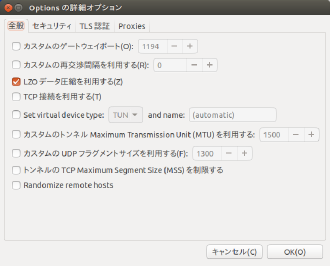 Options の詳細オプション
全般 セキュリティ TLS 認証 Proxies
カスタムのゲートウェイポート(O): 1194 − +
カスタムの再交渉間隔を利用する(R): 0 − +
LZO データ圧縮を利用する(Z)
TCP 接続を利用する(T)
Set virtual device type: TUN and name: (automatic)
カスタムのトンネル Maximum Transmission Unit (MTU) を利用する: 1500 − +
カスタムの UDP フラグメントサイズを利用する(F): 1300 − +
トンネルの TCP Maximum Segment Size (MSS) を制限する
Randomize remote hosts
キャンセル(C) OK(O)